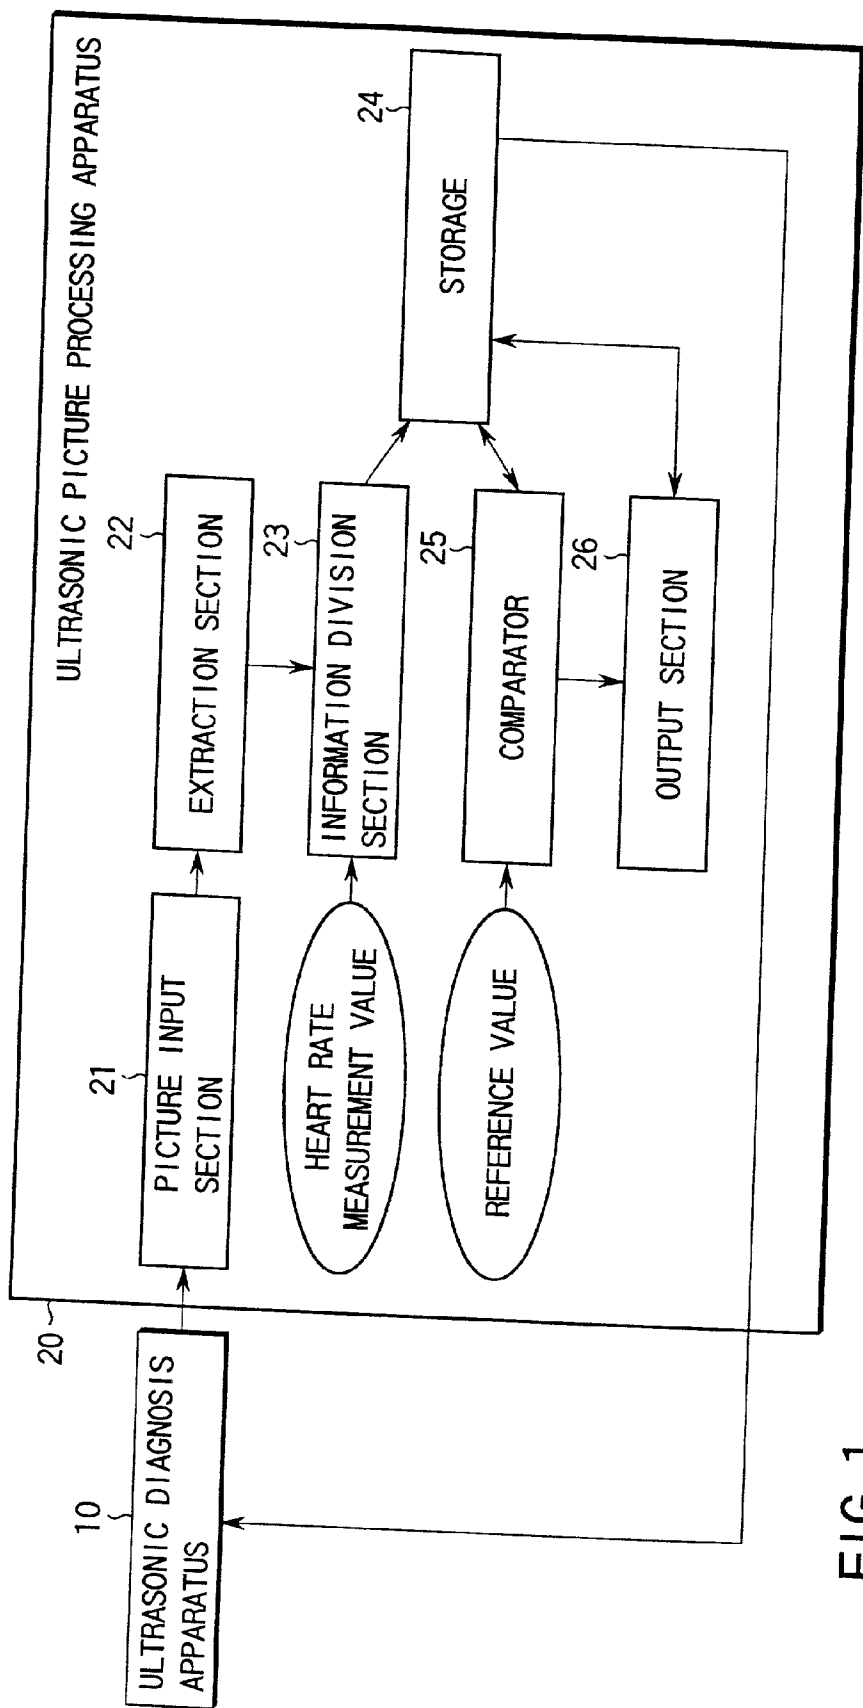 ULTRASONIC PICTURE PROCESSING APPARATUS
20
10
ULTRASONIC DIAGNOSIS
APPARATUS
21
PICTURE INPUT
SECTION
22
EXTRACTION SECTION
HEART RATE
MEASUREMENT VALUE
23
INFORMATION DIVISION
SECTION
24
STORAGE
REFERENCE VALUE
25
COMPARATOR
26
OUTPUT SECTION
FIG. 1